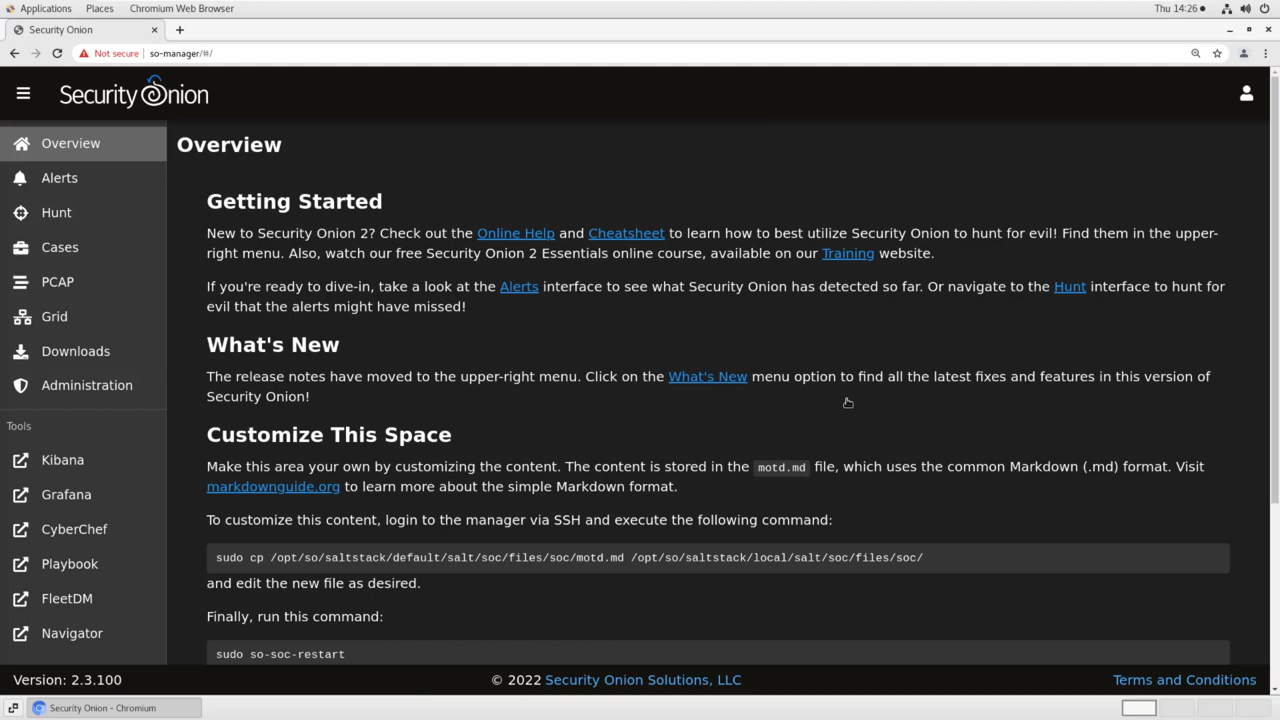 Applications Places Chromium Web Browser Thu 14:26
Security Onion
Not secure so-manager/#/
Security Onion
Overview
Alerts
Hunt
Cases
PCAP
Grid
Downloads
Administration
Tools
Kibana
Grafana
CyberChef
Playbook
FleetDM
Navigator
Overview
Getting Started
New to Security Onion 2? Check out the Online Help and Cheatsheet to learn how to best utilize Security Onion to hunt for evil! Find them in the upper-
right menu. Also, watch our free Security Onion 2 Essentials online course, available on our Training website.
If you're ready to dive-in, take a look at the Alerts interface to see what Security Onion has detected so far. Or navigate to the Hunt interface to hunt for
evil that the alerts might have missed!
What's New
The release notes have moved to the upper-right menu. Click on the What's New menu option to find all the latest fixes and features in this version of
Security Onion!
Customize This Space
Make this area your own by customizing the content. The content is stored in the motd.md file, which uses the common Markdown (.md) format. Visit
markdownguide.org to learn more about the simple Markdown format.
To customize this content, login to the manager via SSH and execute the following command:
sudo cp /opt/so/saltstack/default/salt/soc/files/soc/motd.md /opt/so/saltstack/local/salt/soc/files/soc/
and edit the new file as desired.
Finally, run this command:
sudo so-soc-restart
Version: 2.3.100 © 2022 Security Onion Solutions, LLC Terms and Conditions
Security Onion - Chromium